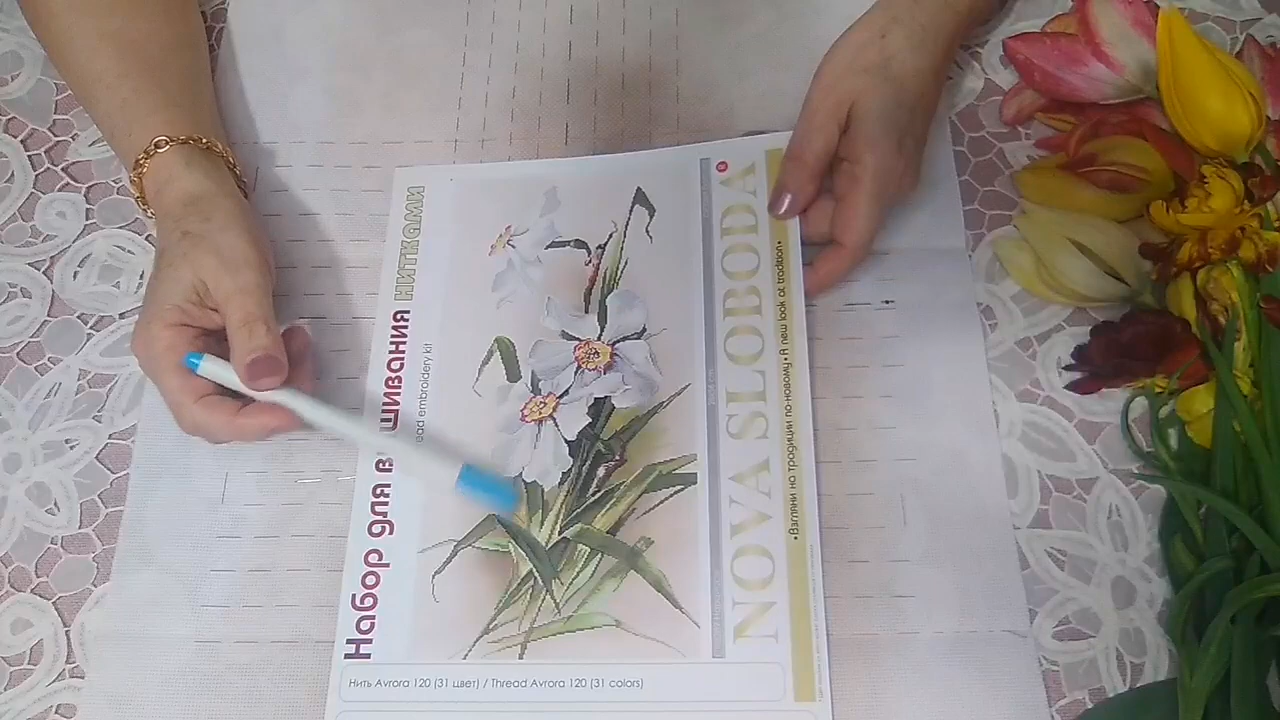 Набор для вшивания нитками
ead embroidery kit
NOVA SLOBODA
•Взгляни на традиции по-новому•A new look at tradition•
Нить Avrora 120 (31 цвет) / Thread Avrora 120 (31 colors)